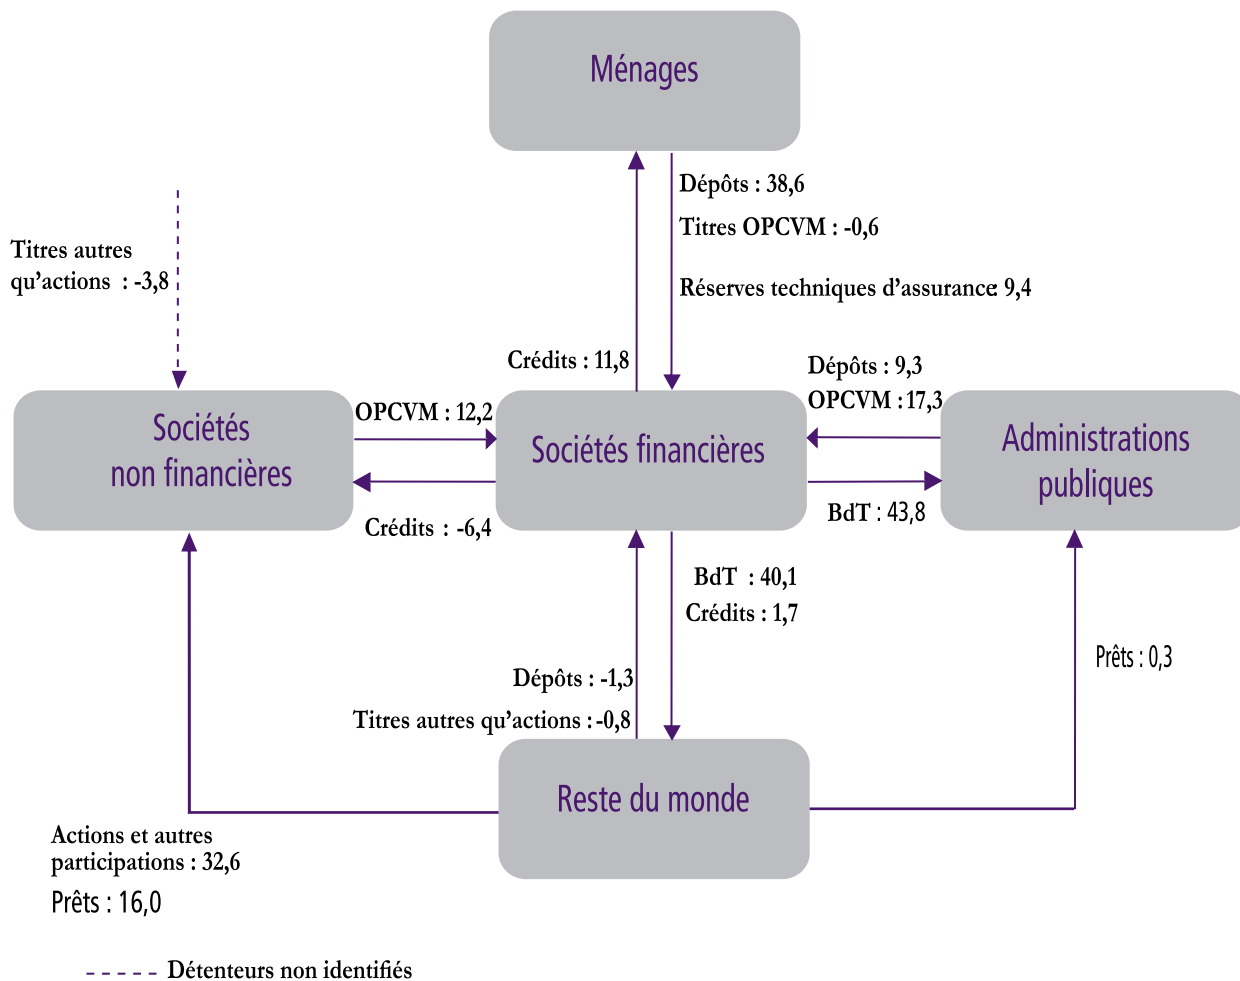 Ménages
Dépôts : 38,6
Titres OPCVM : -0,6
Réserves techniques d’assurance: 9,4
Titres autres
qu’actions : -3,8
Crédits : 11,8
Dépôts : 9,3
OPCVM : 17,3
OPCVM : 12,2
Sociétés
non financières
Sociétés financières
Administrations
publiques
Crédits : -6,4
BdT : 43,8
BdT : 40,1
Crédits : 1,7
Prêts : 0,3
Dépôts : -1,3
Titres autres qu’actions : -0,8
Reste du monde
Actions et autres
participations : 32,6
Prêts : 16,0
Détenteurs non identifiés